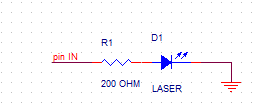 R1
D1
pin IN
200 OHM
LASER